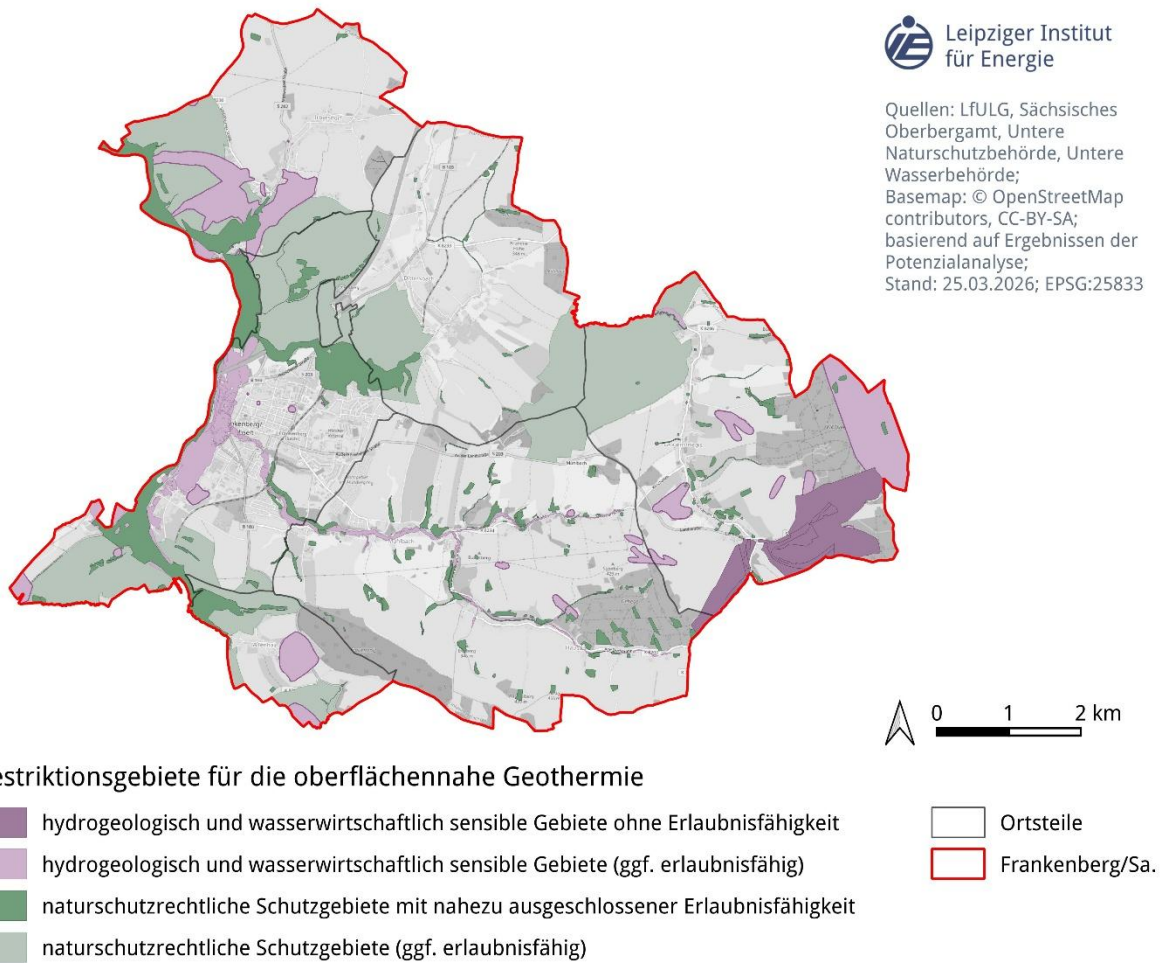 Leipziger Institut
für Energie
Quellen: LfULG, Sächsisches
Oberbergamt, Untere
Naturschutzbehörde, Untere
Wasserbehörde;
Basemap: © OpenStreetMap
contributors, CC-BY-SA;
basierend auf Ergebnissen der
Potenzialanalyse;
Stand: 25.03.2026; EPSG:25833
0 1 2 km
estriktionsgebiete für die oberflächennahe Geothermie
hydrogeologisch und wasserwirtschaftlich sensible Gebiete ohne Erlaubnisfähigkeit
hydrogeologisch und wasserwirtschaftlich sensible Gebiete (ggf. erlaubnisfähig)
naturschutzrechtliche Schutzgebiete mit nahezu ausgeschlossener Erlaubnisfähigkeit
naturschutzrechtliche Schutzgebiete (ggf. erlaubnisfähig)
Ortsteile
Frankenberg/Sa.